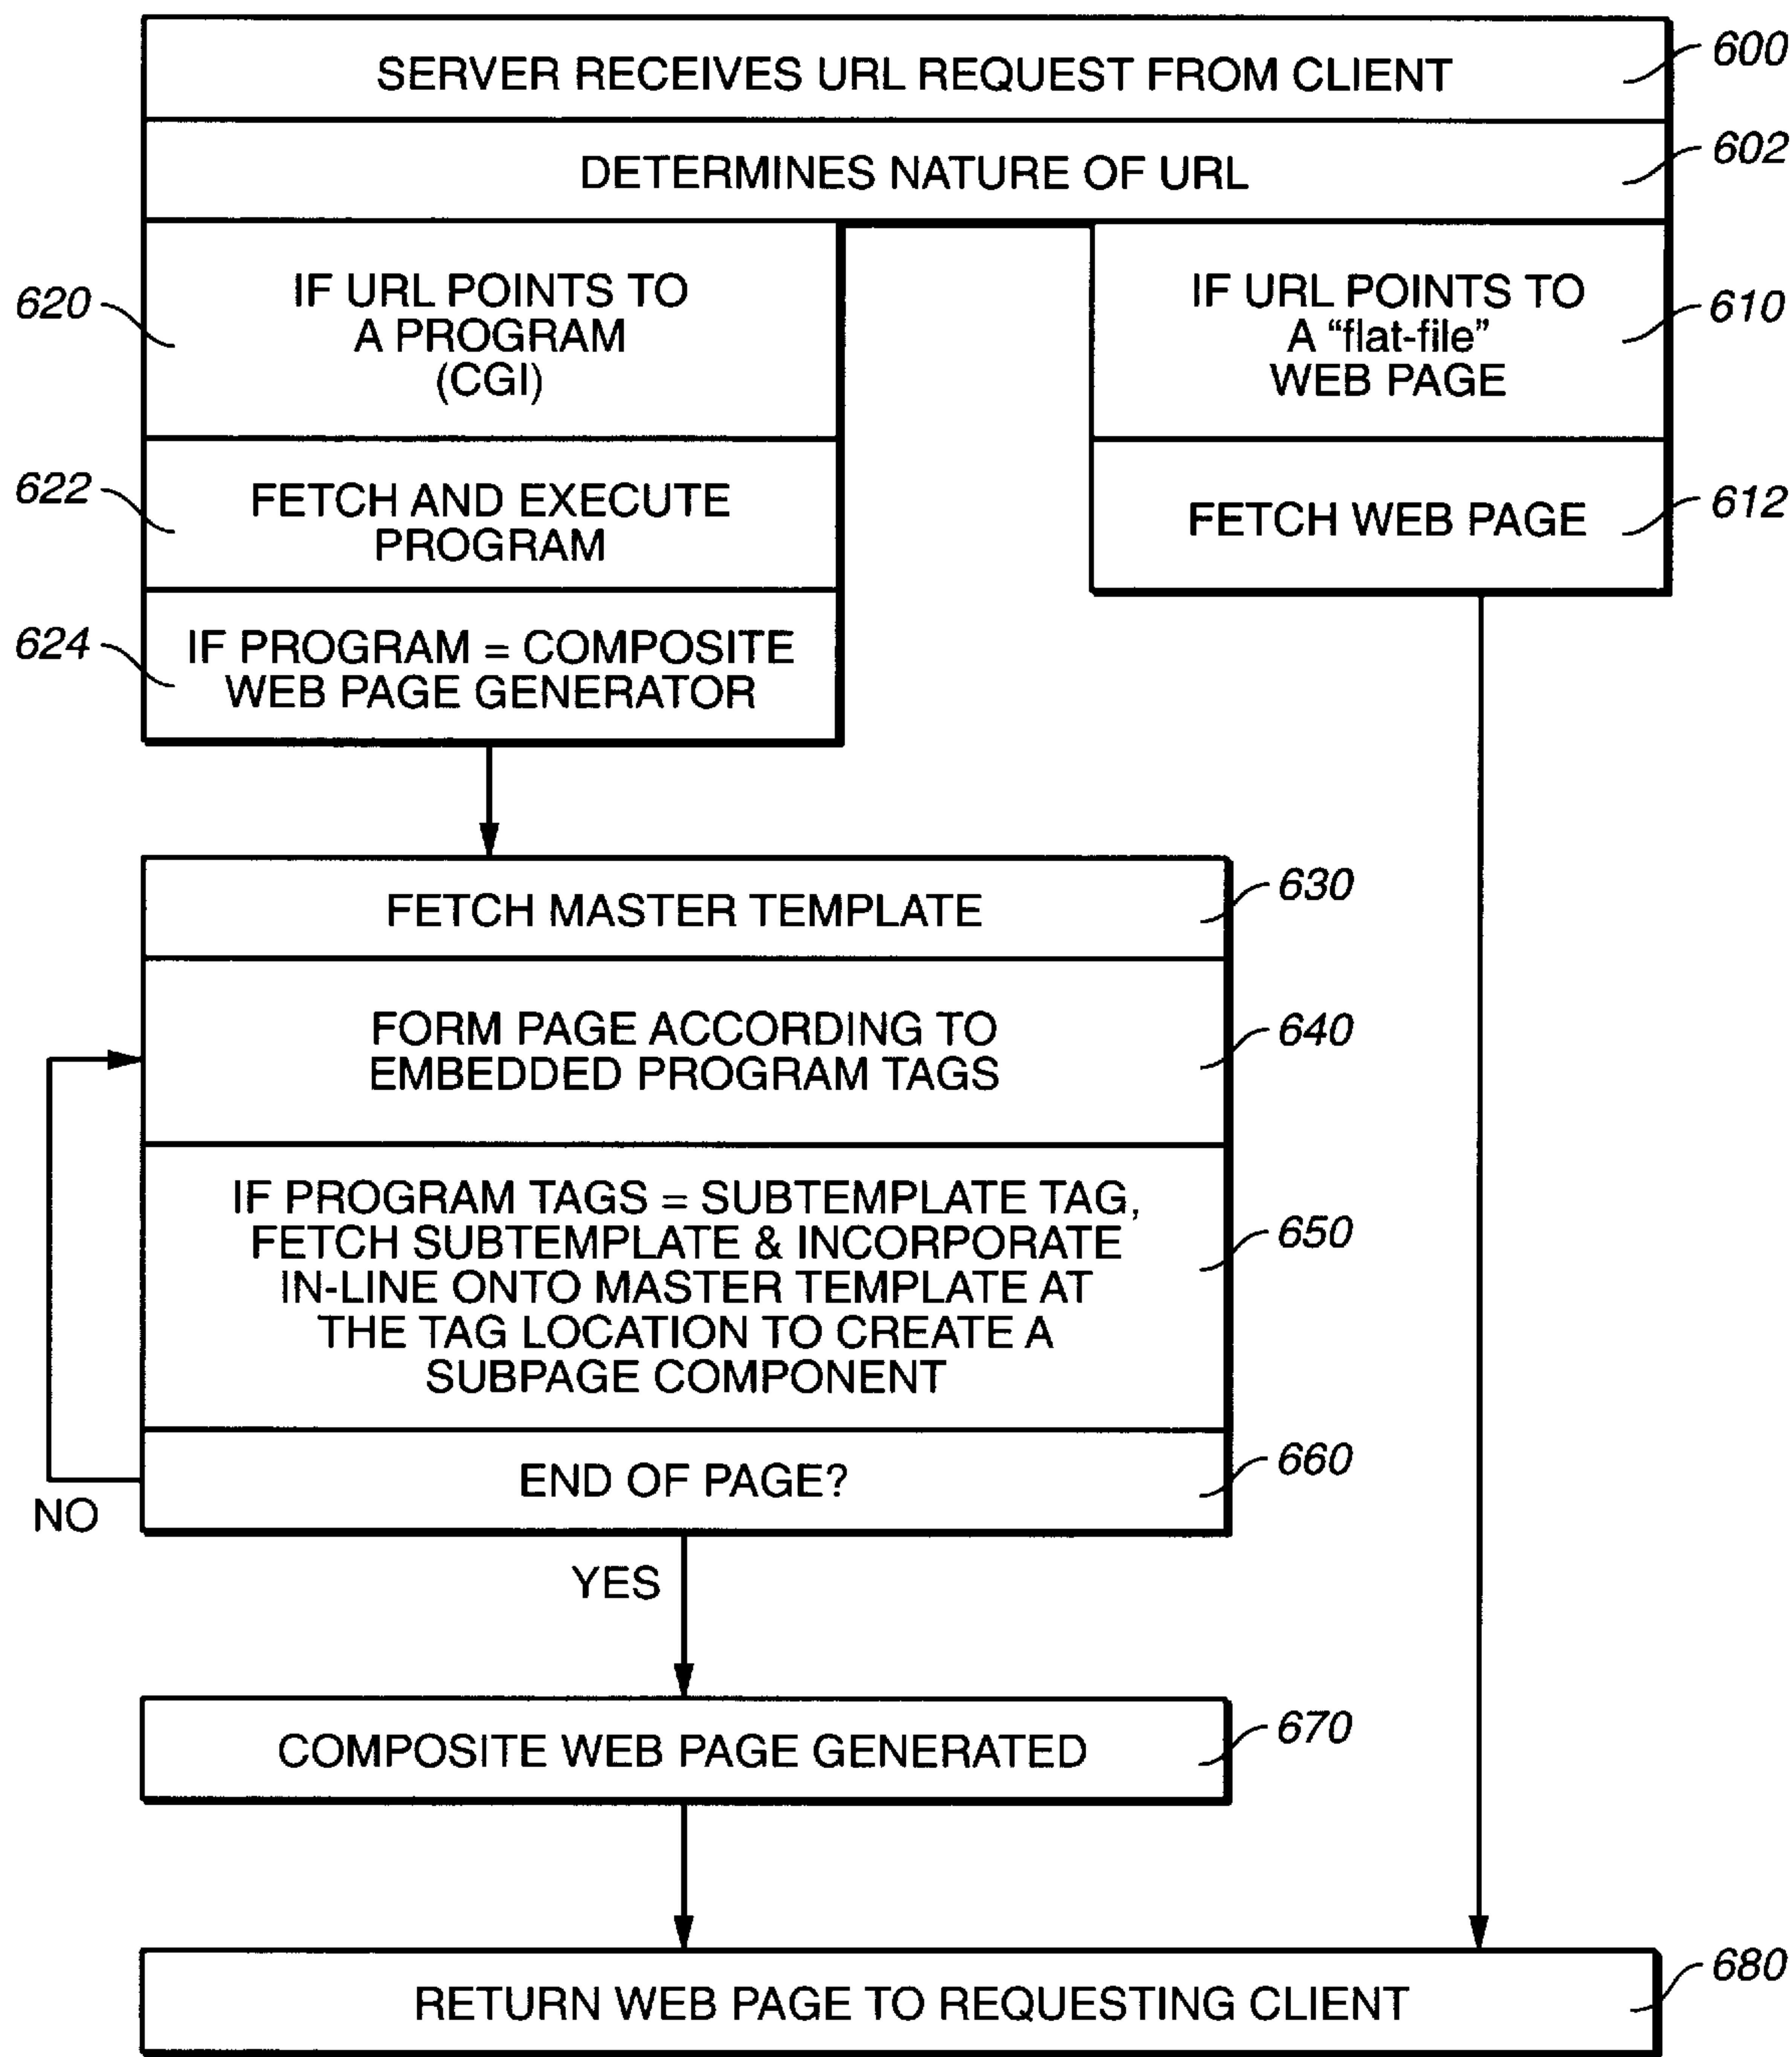 SERVER RECEIVES URL REQUEST FROM CLIENT
600
DETERMINES NATURE OF URL
602
620
IF URL POINTS TO
A PROGRAM
(CGI)
IF URL POINTS TO
A “flat-file”
WEB PAGE
610
622
FETCH AND EXECUTE
PROGRAM
FETCH WEB PAGE
612
624
IF PROGRAM = COMPOSITE
WEB PAGE GENERATOR
FETCH MASTER TEMPLATE
630
FORM PAGE ACCORDING TO
EMBEDDED PROGRAM TAGS
640
IF PROGRAM TAGS = SUBTEMPLATE TAG,
FETCH SUBTEMPLATE & INCORPORATE
IN-LINE ONTO MASTER TEMPLATE AT
THE TAG LOCATION TO CREATE A
SUBPAGE COMPONENT
650
END OF PAGE?
660
NO
YES
COMPOSITE WEB PAGE GENERATED
670
RETURN WEB PAGE TO REQUESTING CLIENT
680